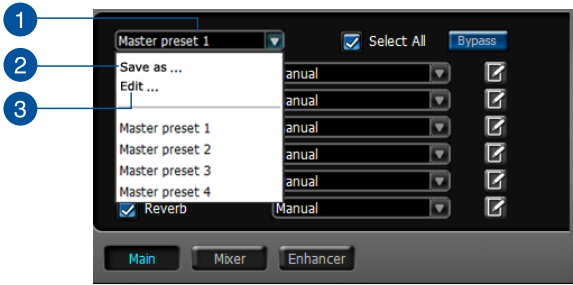 1
Master preset 1 Select All Bypass
2 Save as ... anual
Edit ...
3 anual
Master preset 1 anual
Master preset 2 anual
Master preset 3 anual
Master preset 4
Reverb Manual
Main Mixer Enhancer